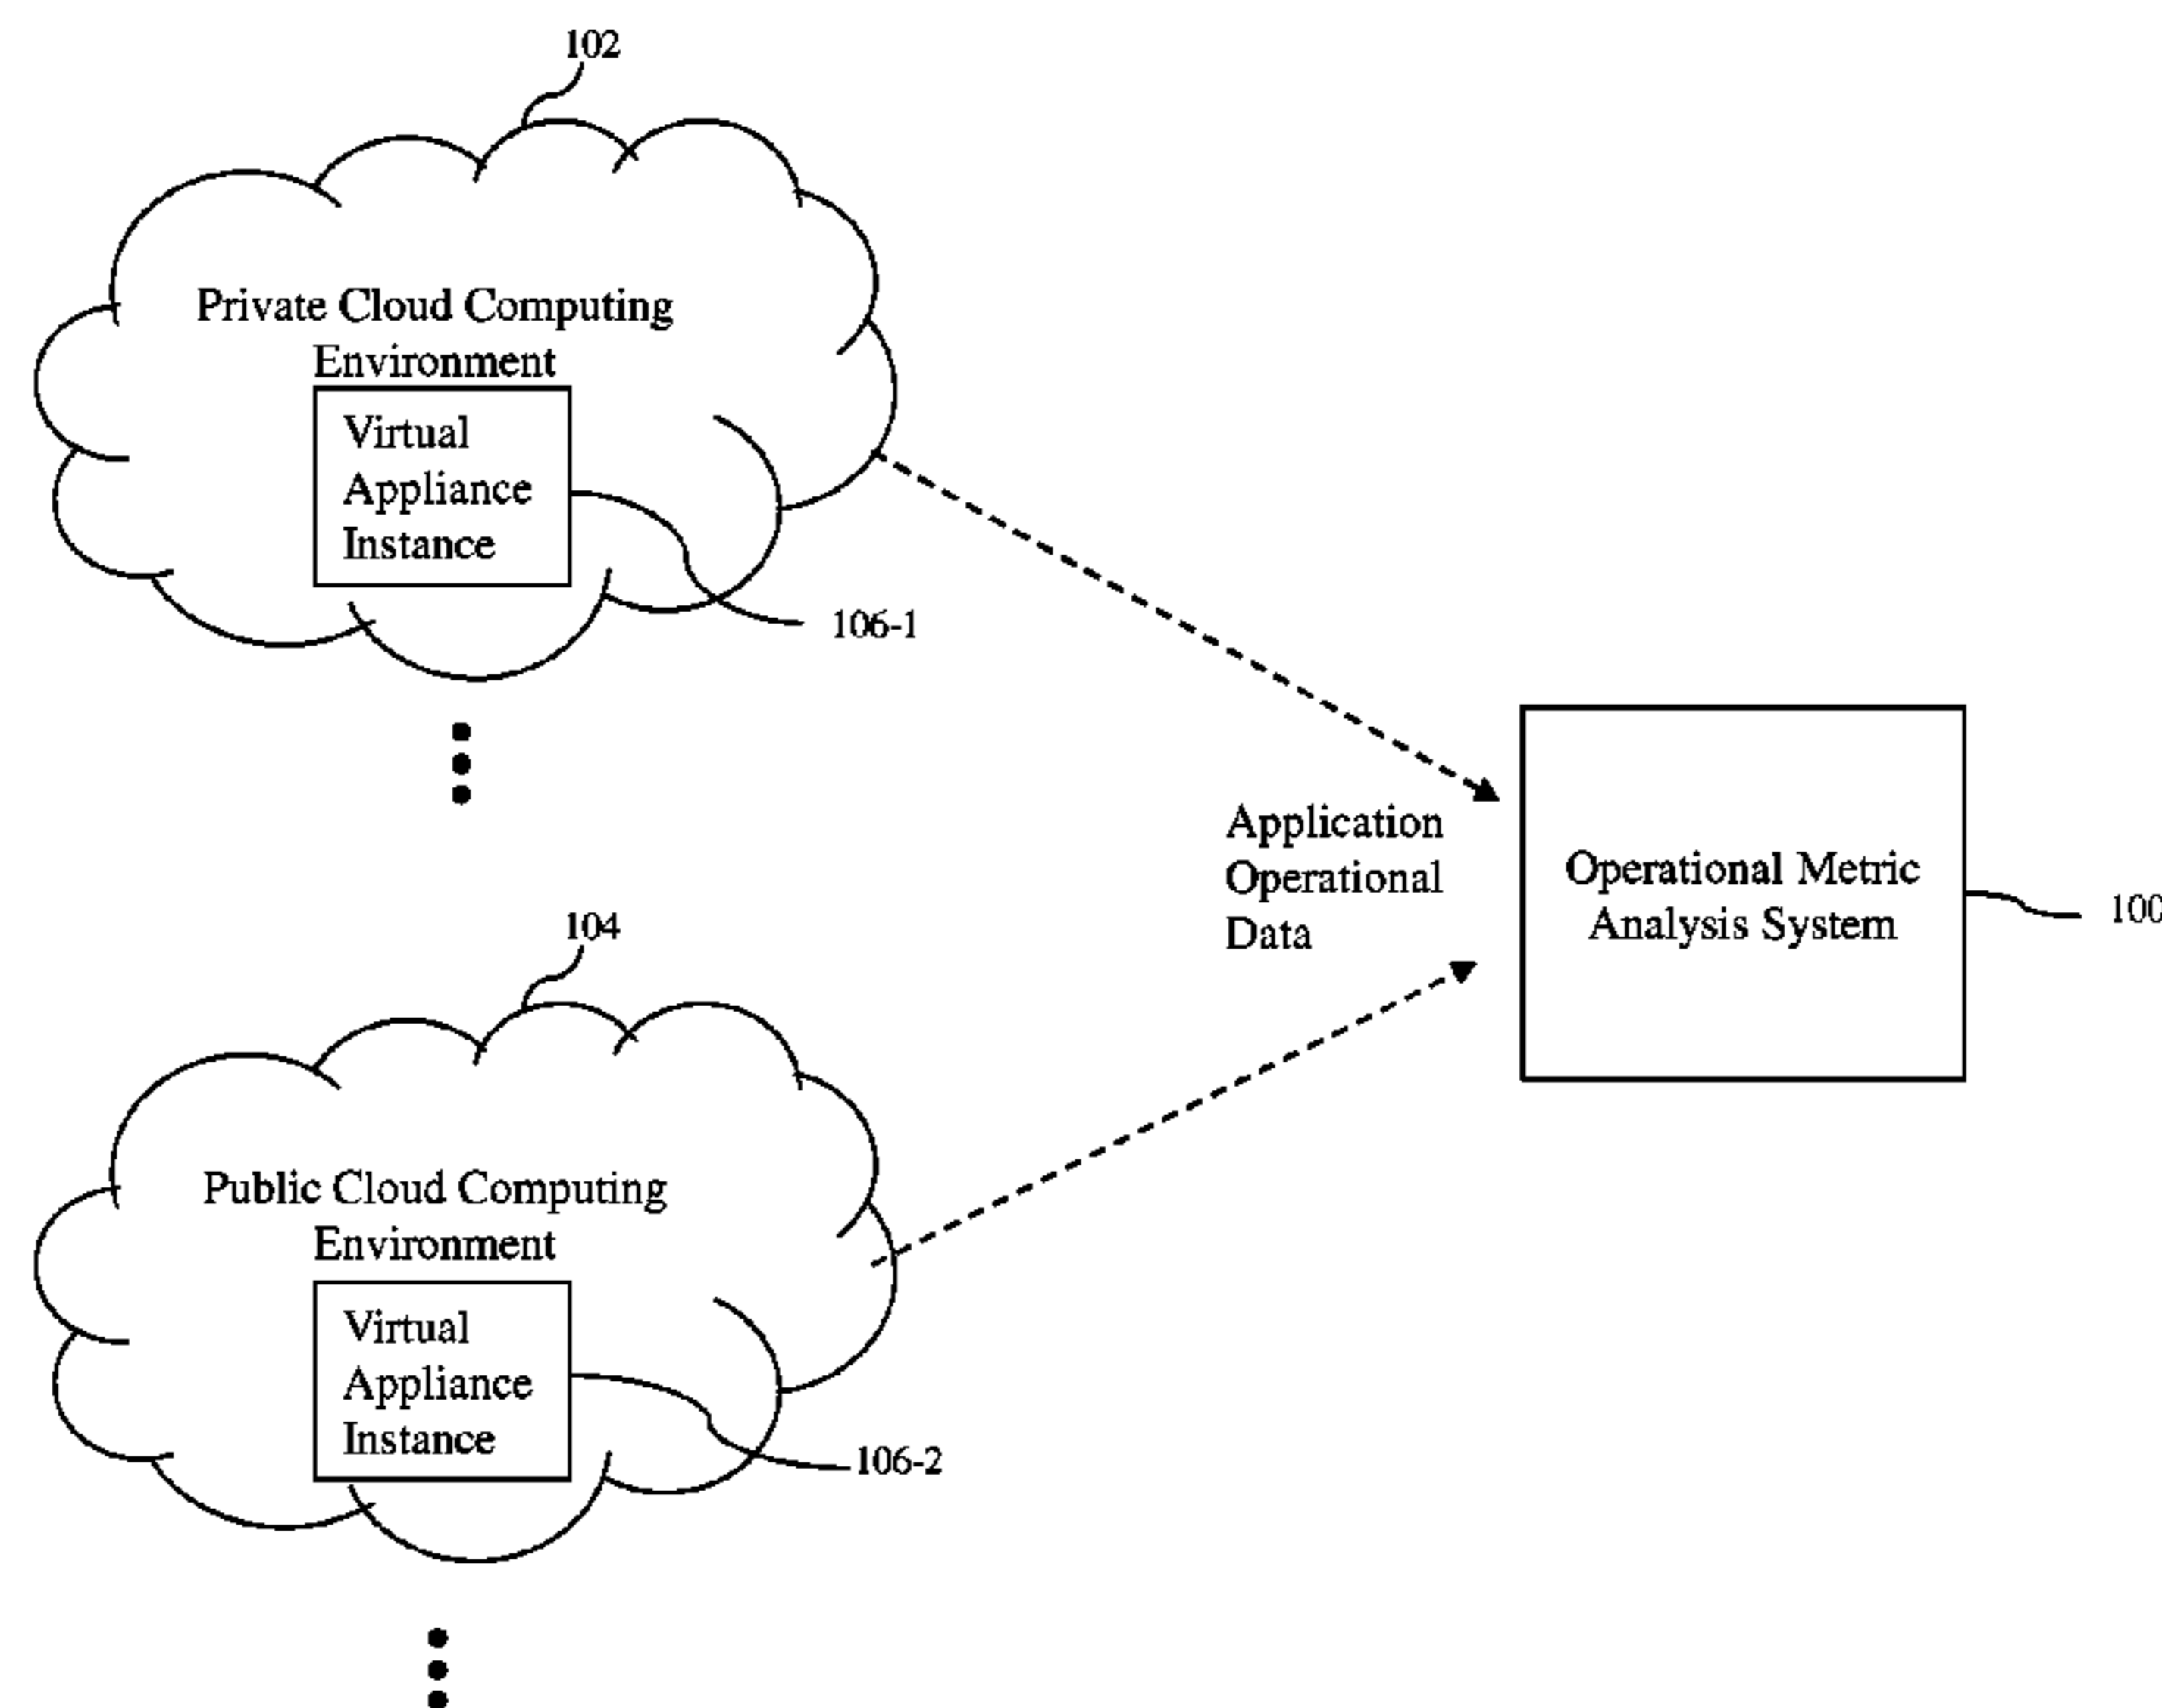 102
Private Cloud Computing
Environment
Virtual
Appliance
Instance
106-1
Application
Operational
Data
Operational Metric
Analysis System
100
104
Public Cloud Computing
Environment
Virtual
Appliance
Instance
106-2